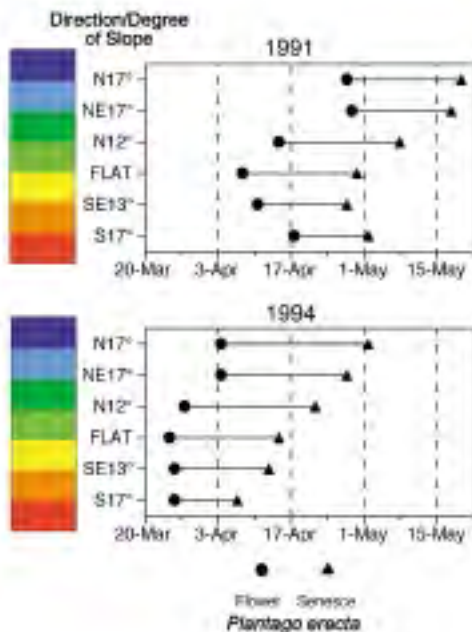 Direction/Degree
of Slope
1991
N17°
NE17°
N12°
FLAT
SE13°
S17°
20-Mar 3-Apr 17-Apr 1-May 15-May
1994
N17°
NE17°
N12°
FLAT
SE13°
S17°
20-Mar 3-Apr 17-Apr 1-May 15-May
Flower Senesce
Plantago erecta